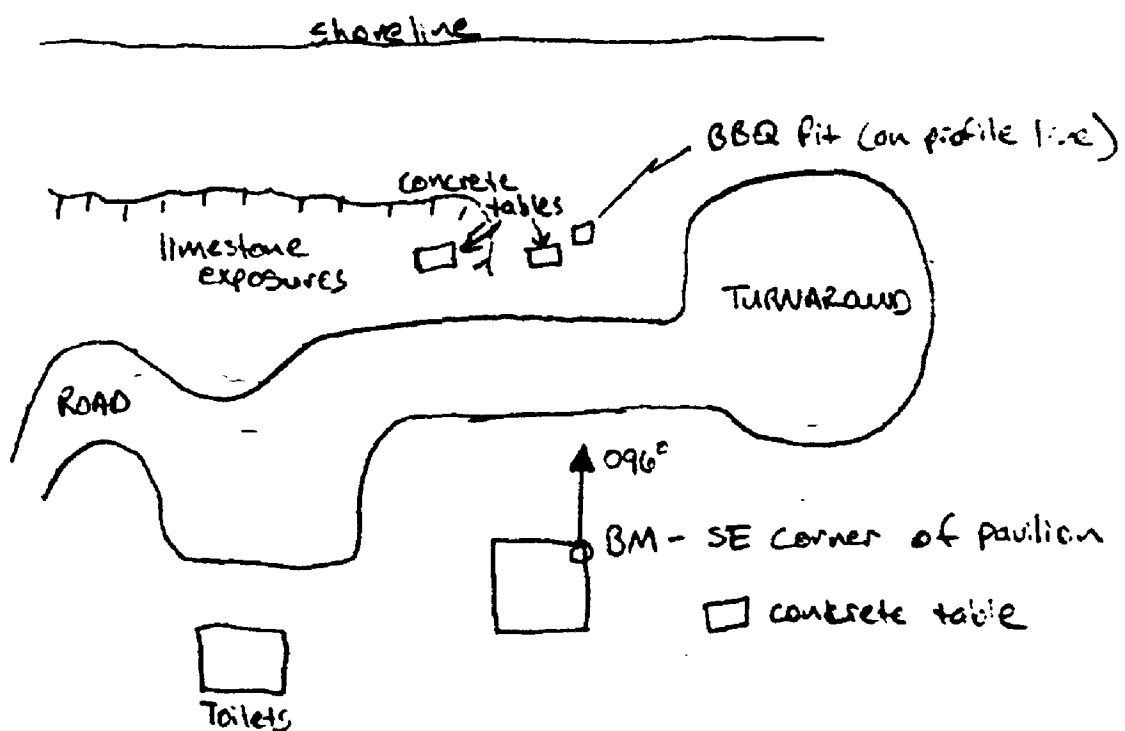 shoreline
BBQ Pit (on profile line)
concrete
tables
limestone
exposures
TURNAROUND
ROAD
096°
BM - SE corner of pavilion
concrete table
Toilets